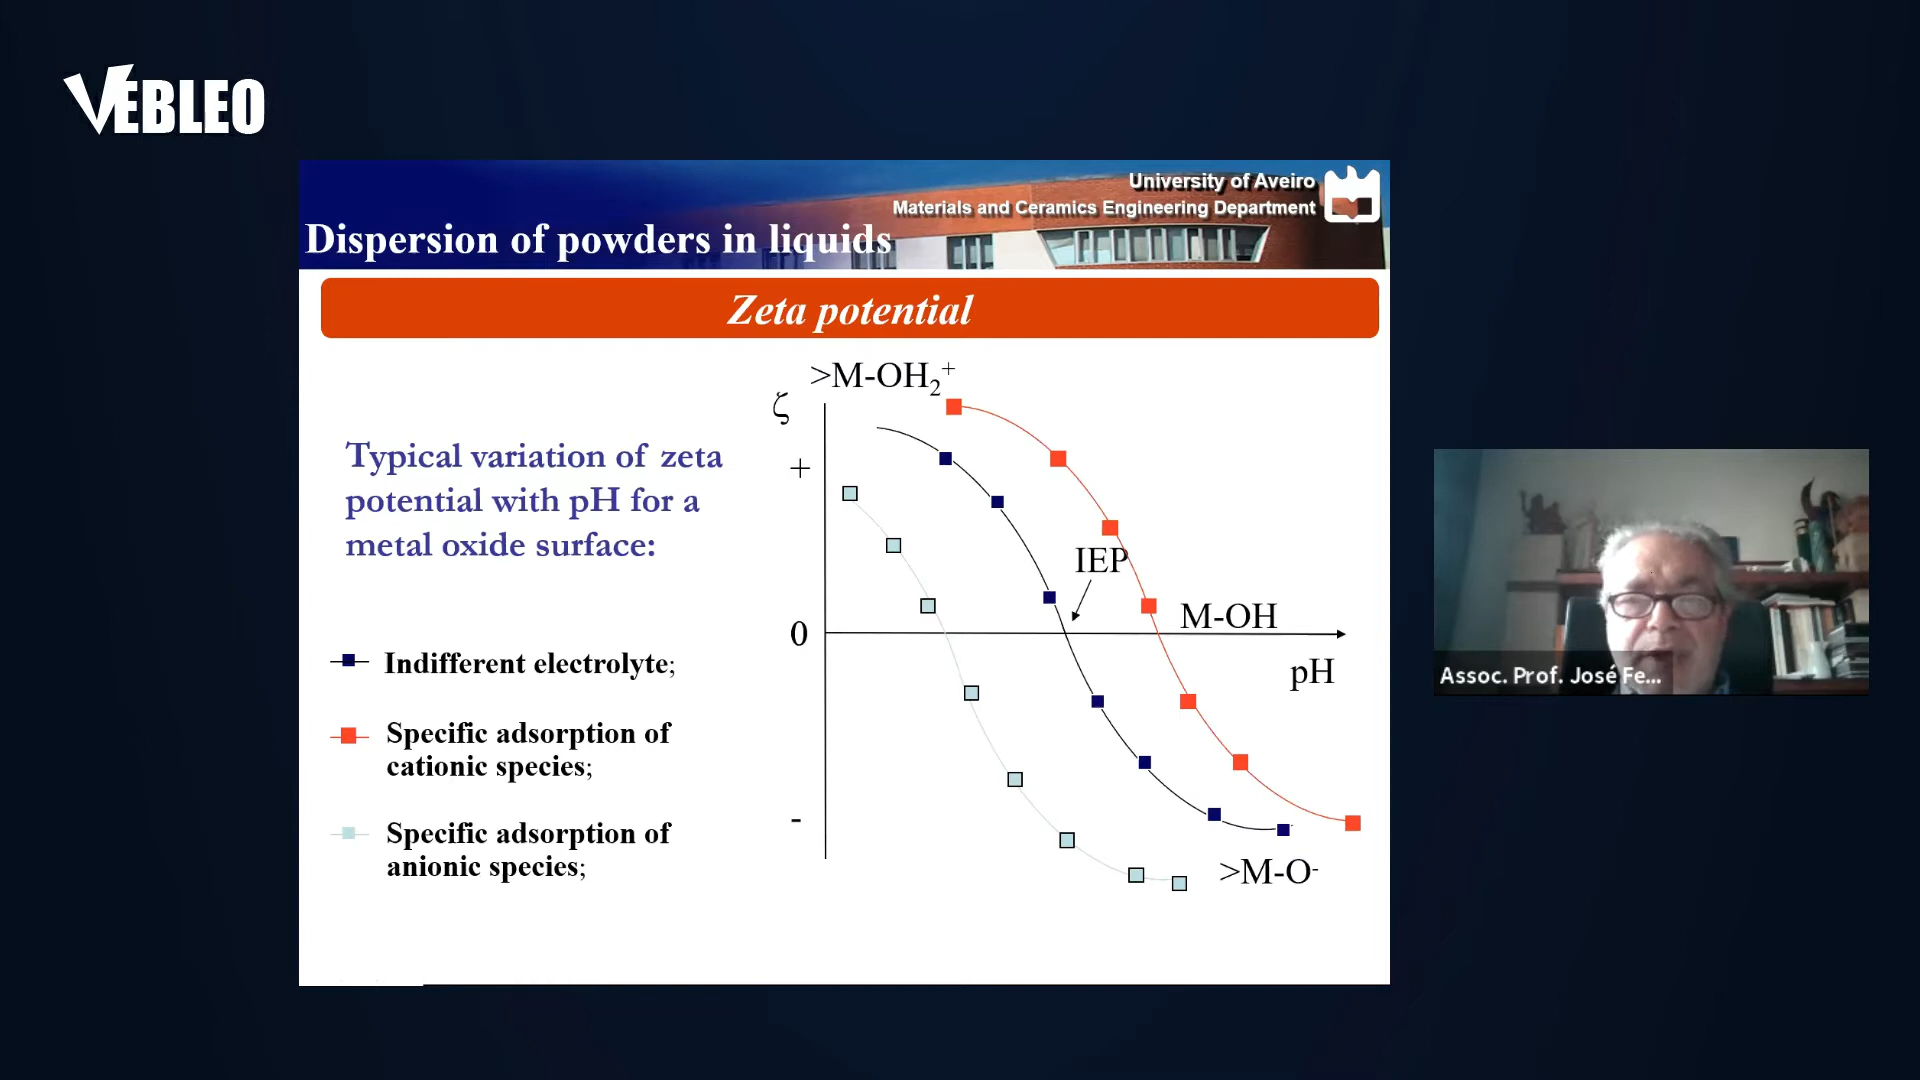 VEBLEO
University of Aveiro
Materials and Ceramics Engineering Department
Dispersion of powders in liquids
Zeta potential
Typical variation of zeta
potential with pH for a
metal oxide surface:
Indifferent electrolyte;
Specific adsorption of
cationic species;
Specific adsorption of
anionic species;
>M-OH₂⁺
ζ
+
IEP
M-OH
0
pH
-
>M-O⁻
Assoc. Prof. José Fe...